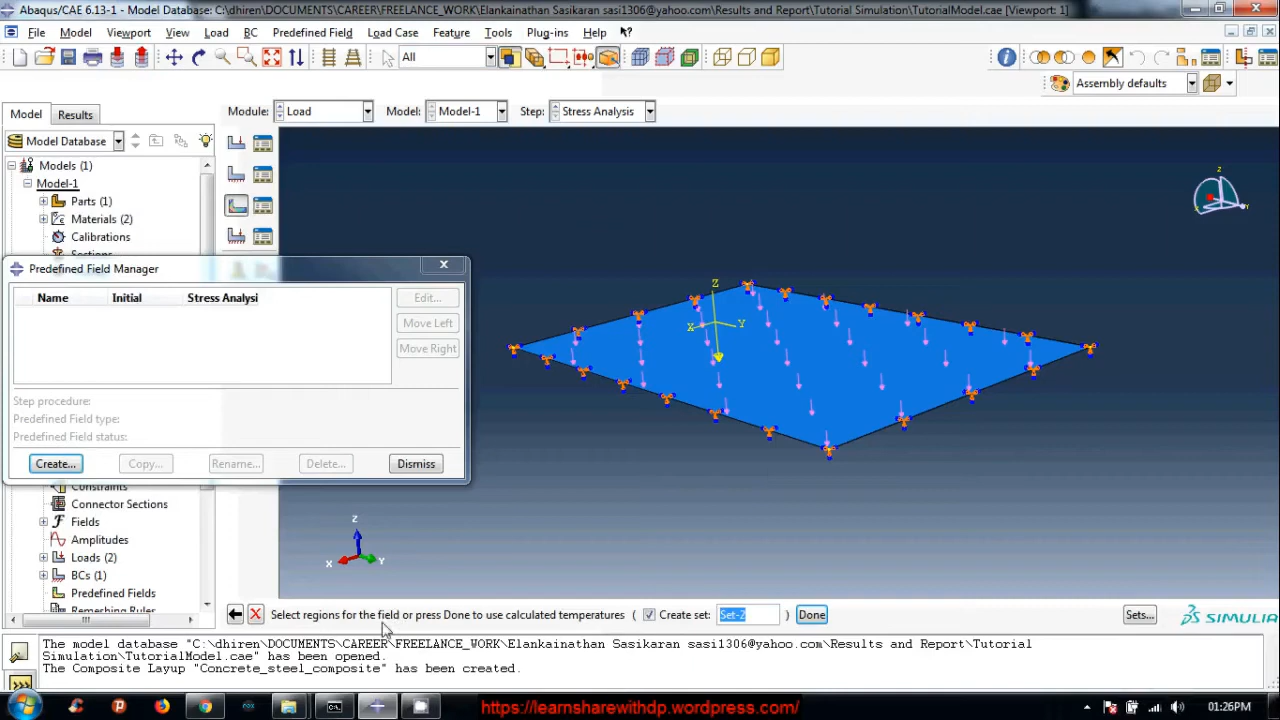 Abaqus/CAE 6.13-1 - Model Database: C:\dhiren\DOCUMENTS\CAREER\FREELANCE_WORK\Elankainathan Sasikaran sasi1306@yahoo.com\Results and Report\Tutorial Simulation\TutorialModel.cae [Viewport: 1]
File Model Viewport View Load BC Predefined Field Load Case Feature Tools Plug-ins Help
All
Assembly defaults
Model Results Module: Load Model: Model-1 Step: Stress Analysis
Model Database
Models (1)
Model-1
Parts (1)
Materials (2)
Calibrations
Sections
Predefined Field Manager
Name Initial Stress Analysi
Edit...
Move Left
Move Right
Step procedure:
Predefined Field type:
Predefined Field status:
Create... Copy... Rename... Delete... Dismiss
Constraints
Connector Sections
Fields
Amplitudes
Loads (2)
BCs (1)
Predefined Fields
Remeshing Rules
Z
X Y
Z
X Y
Z
X Y
Select regions for the field or press Done to use calculated temperatures ( Create set: Set-2 ) Done Sets... SIMULIA
The model database "C:\dhiren\DOCUMENTS\CAREER\FREELANCE_WORK\Elankainathan Sasikaran sasi1306@yahoo.com\Results and Report\Tutorial
Simulation\TutorialModel.cae" has been opened.
The Composite Layup "Concrete_steel_composite" has been created.
https://learnsharewithdp.wordpress.com/
01:26PM